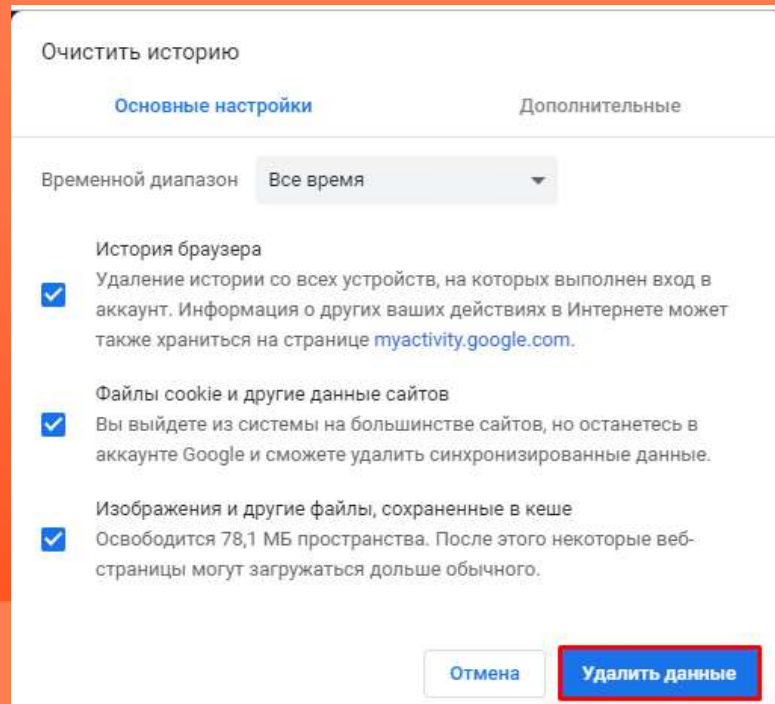 Очистить историю
Основные настройки
Дополнительные
Временной диапазон
Все время
История браузера
Удаление истории со всех устройств, на которых выполнен вход в
аккаунт. Информация о других ваших действиях в Интернете может
также храниться на странице myactivity.google.com.
Файлы cookie и другие данные сайтов
Вы выйдете из системы на большинстве сайтов, но останетесь в
аккаунте Google и сможете удалить синхронизированные данные.
Изображения и другие файлы, сохраненные в кеше
Освободится 78,1 МБ пространства. После этого некоторые веб-
страницы могут загружаться дольше обычного.
Отмена
Удалить данные